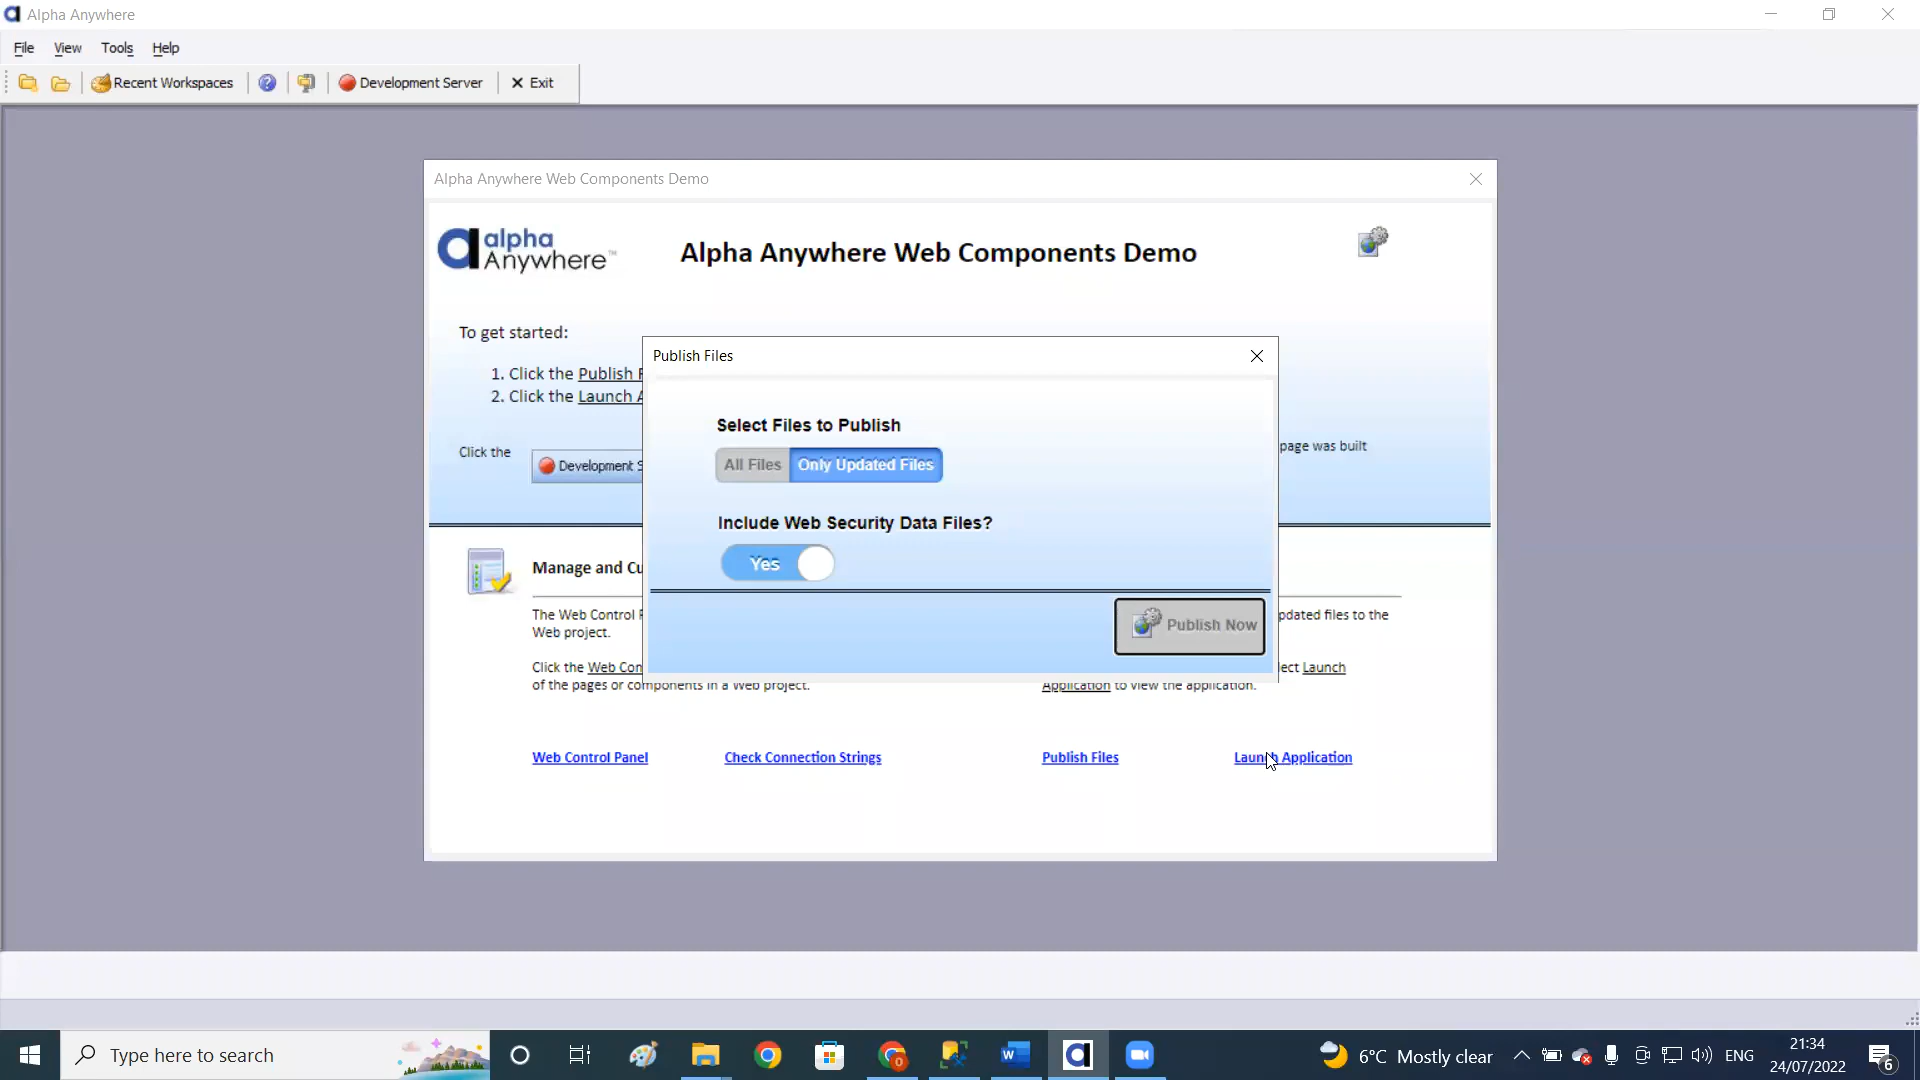 Alpha Anywhere
File View Tools Help
Recent Workspaces Development Server Exit
Alpha Anywhere Web Components Demo
alpha Anywhere™
Alpha Anywhere Web Components Demo
To get started:
1. Click the Publish F
2. Click the Launch A
Click the
Development S
page was built
Publish Files
Select Files to Publish
All Files Only Updated Files
Include Web Security Data Files?
Yes
Publish Now
Manage and Cu
The Web Control
Web project.
Click the Web Con
of the pages or components in a Web project.
pdated files to the
ect Launch
Application to view the application.
Web Control Panel Check Connection Strings Publish Files Launch Application
Type here to search
6°C Mostly clear
ENG
21:34
24/07/2022
6